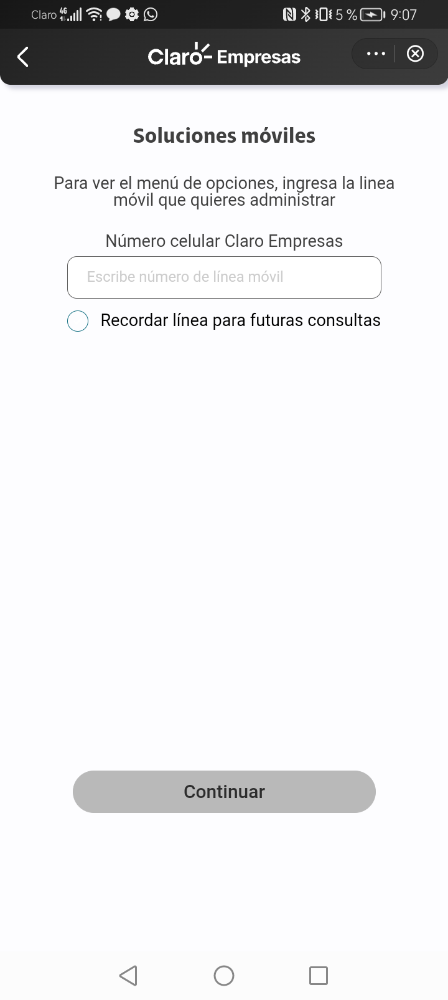 Claro 4G 5 % 9:07
Claro- Empresas
Soluciones móviles
Para ver el menú de opciones, ingresa la linea
móvil que quieres administrar
Número celular Claro Empresas
Escribe número de línea móvil
Recordar línea para futuras consultas
Continuar